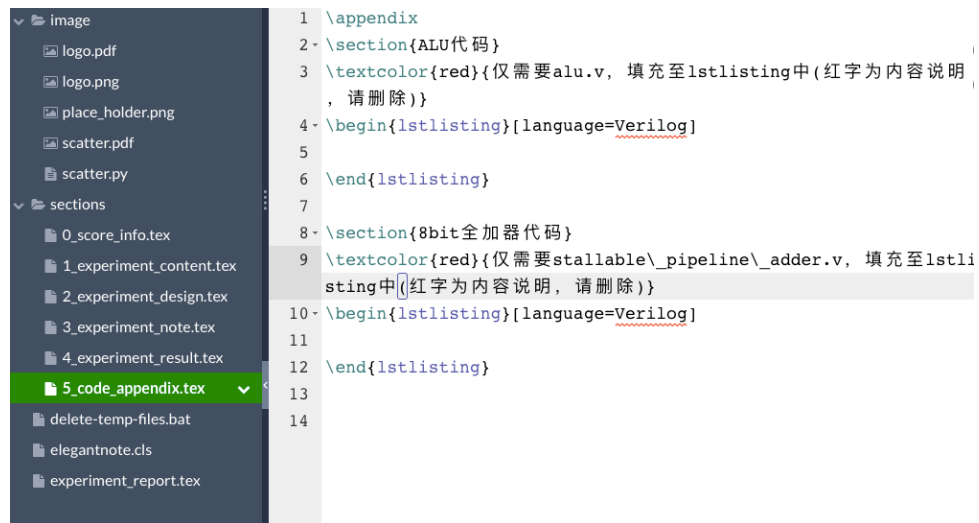 image
logo.pdf
logo.png
place_holder.png
scatter.pdf
scatter.py
sections
0_score_info.tex
1_experiment_content.tex
2_experiment_design.tex
3_experiment_note.tex
4_experiment_result.tex
5_code_appendix.tex
delete-temp-files.bat
elegantnote.cls
experiment_report.tex
1 \appendix
2 \section{ALU代码}
3 \textcolor{red}{仅需要alu.v, 填充至lstlisting中(红字为内容说明
, 请删除)}
4 \begin{lstlisting}[language=Verilog]
5
6 \end{lstlisting}
7
8 \section{8bit全加器代码}
9 \textcolor{red}{仅需要stallable\_pipeline\_adder.v, 填充至lstli
sting中(红字为内容说明, 请删除)}
10 \begin{lstlisting}[language=Verilog]
11
12 \end{lstlisting}
13
14